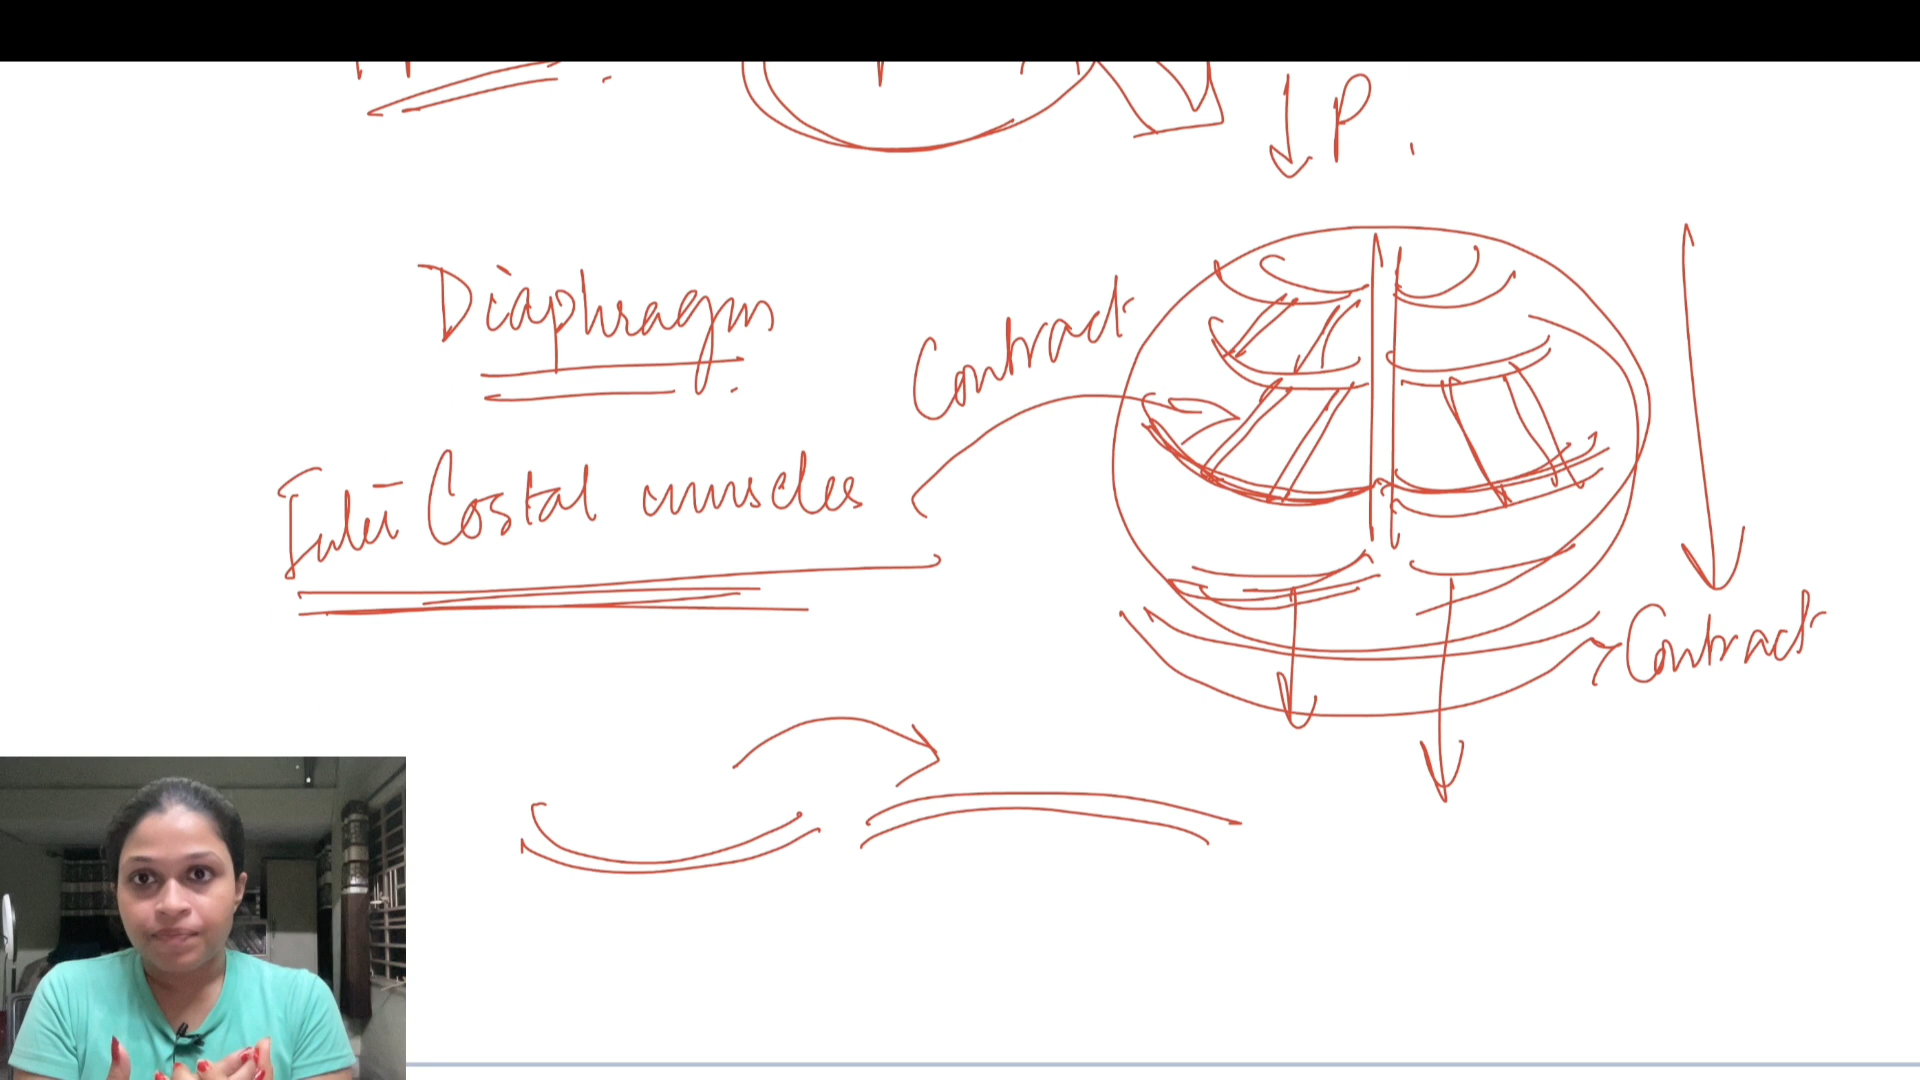 ↓ P.
Diaphragm
Contract
Inter Costal muscles
Contract